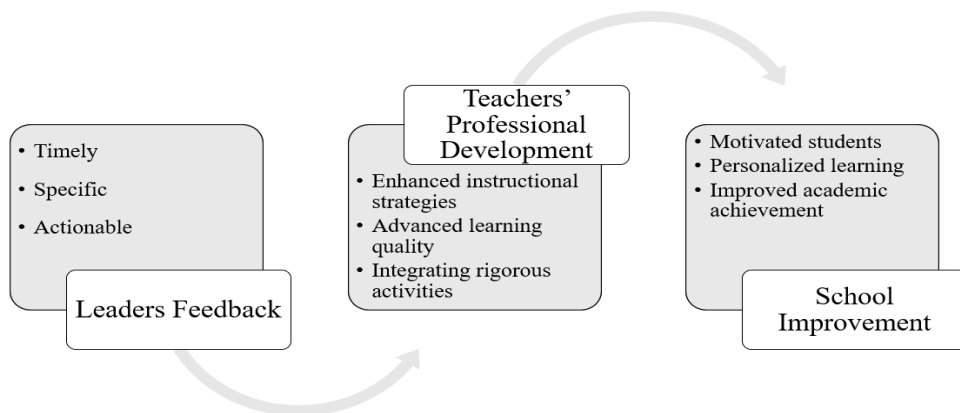 • Timely
• Specific
• Actionable
Leaders Feedback
Teachers’
Professional
Development
• Enhanced instructional
strategies
• Advanced learning
quality
• Integrating rigorous
activities
• Motivated students
• Personalized learning
• Improved academic
achievement
School
Improvement